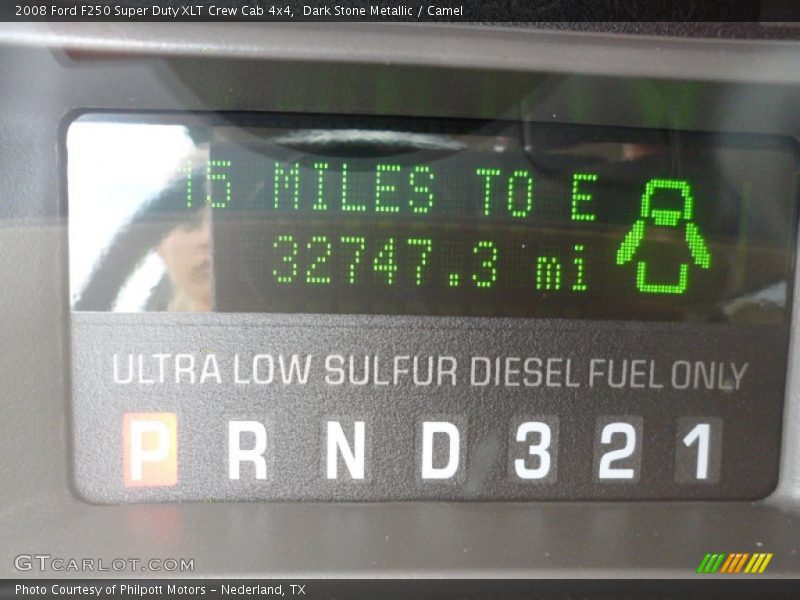 2008 Ford F250 Super Duty XLT Crew Cab 4x4, Dark Stone Metallic / Camel
15 MILES TO E
32747.3 mi
ULTRA LOW SULFUR DIESEL FUEL ONLY
P R N D 3 2 1
GTCARLOT.COM
Photo Courtesy of Philpott Motors - Nederland, TX